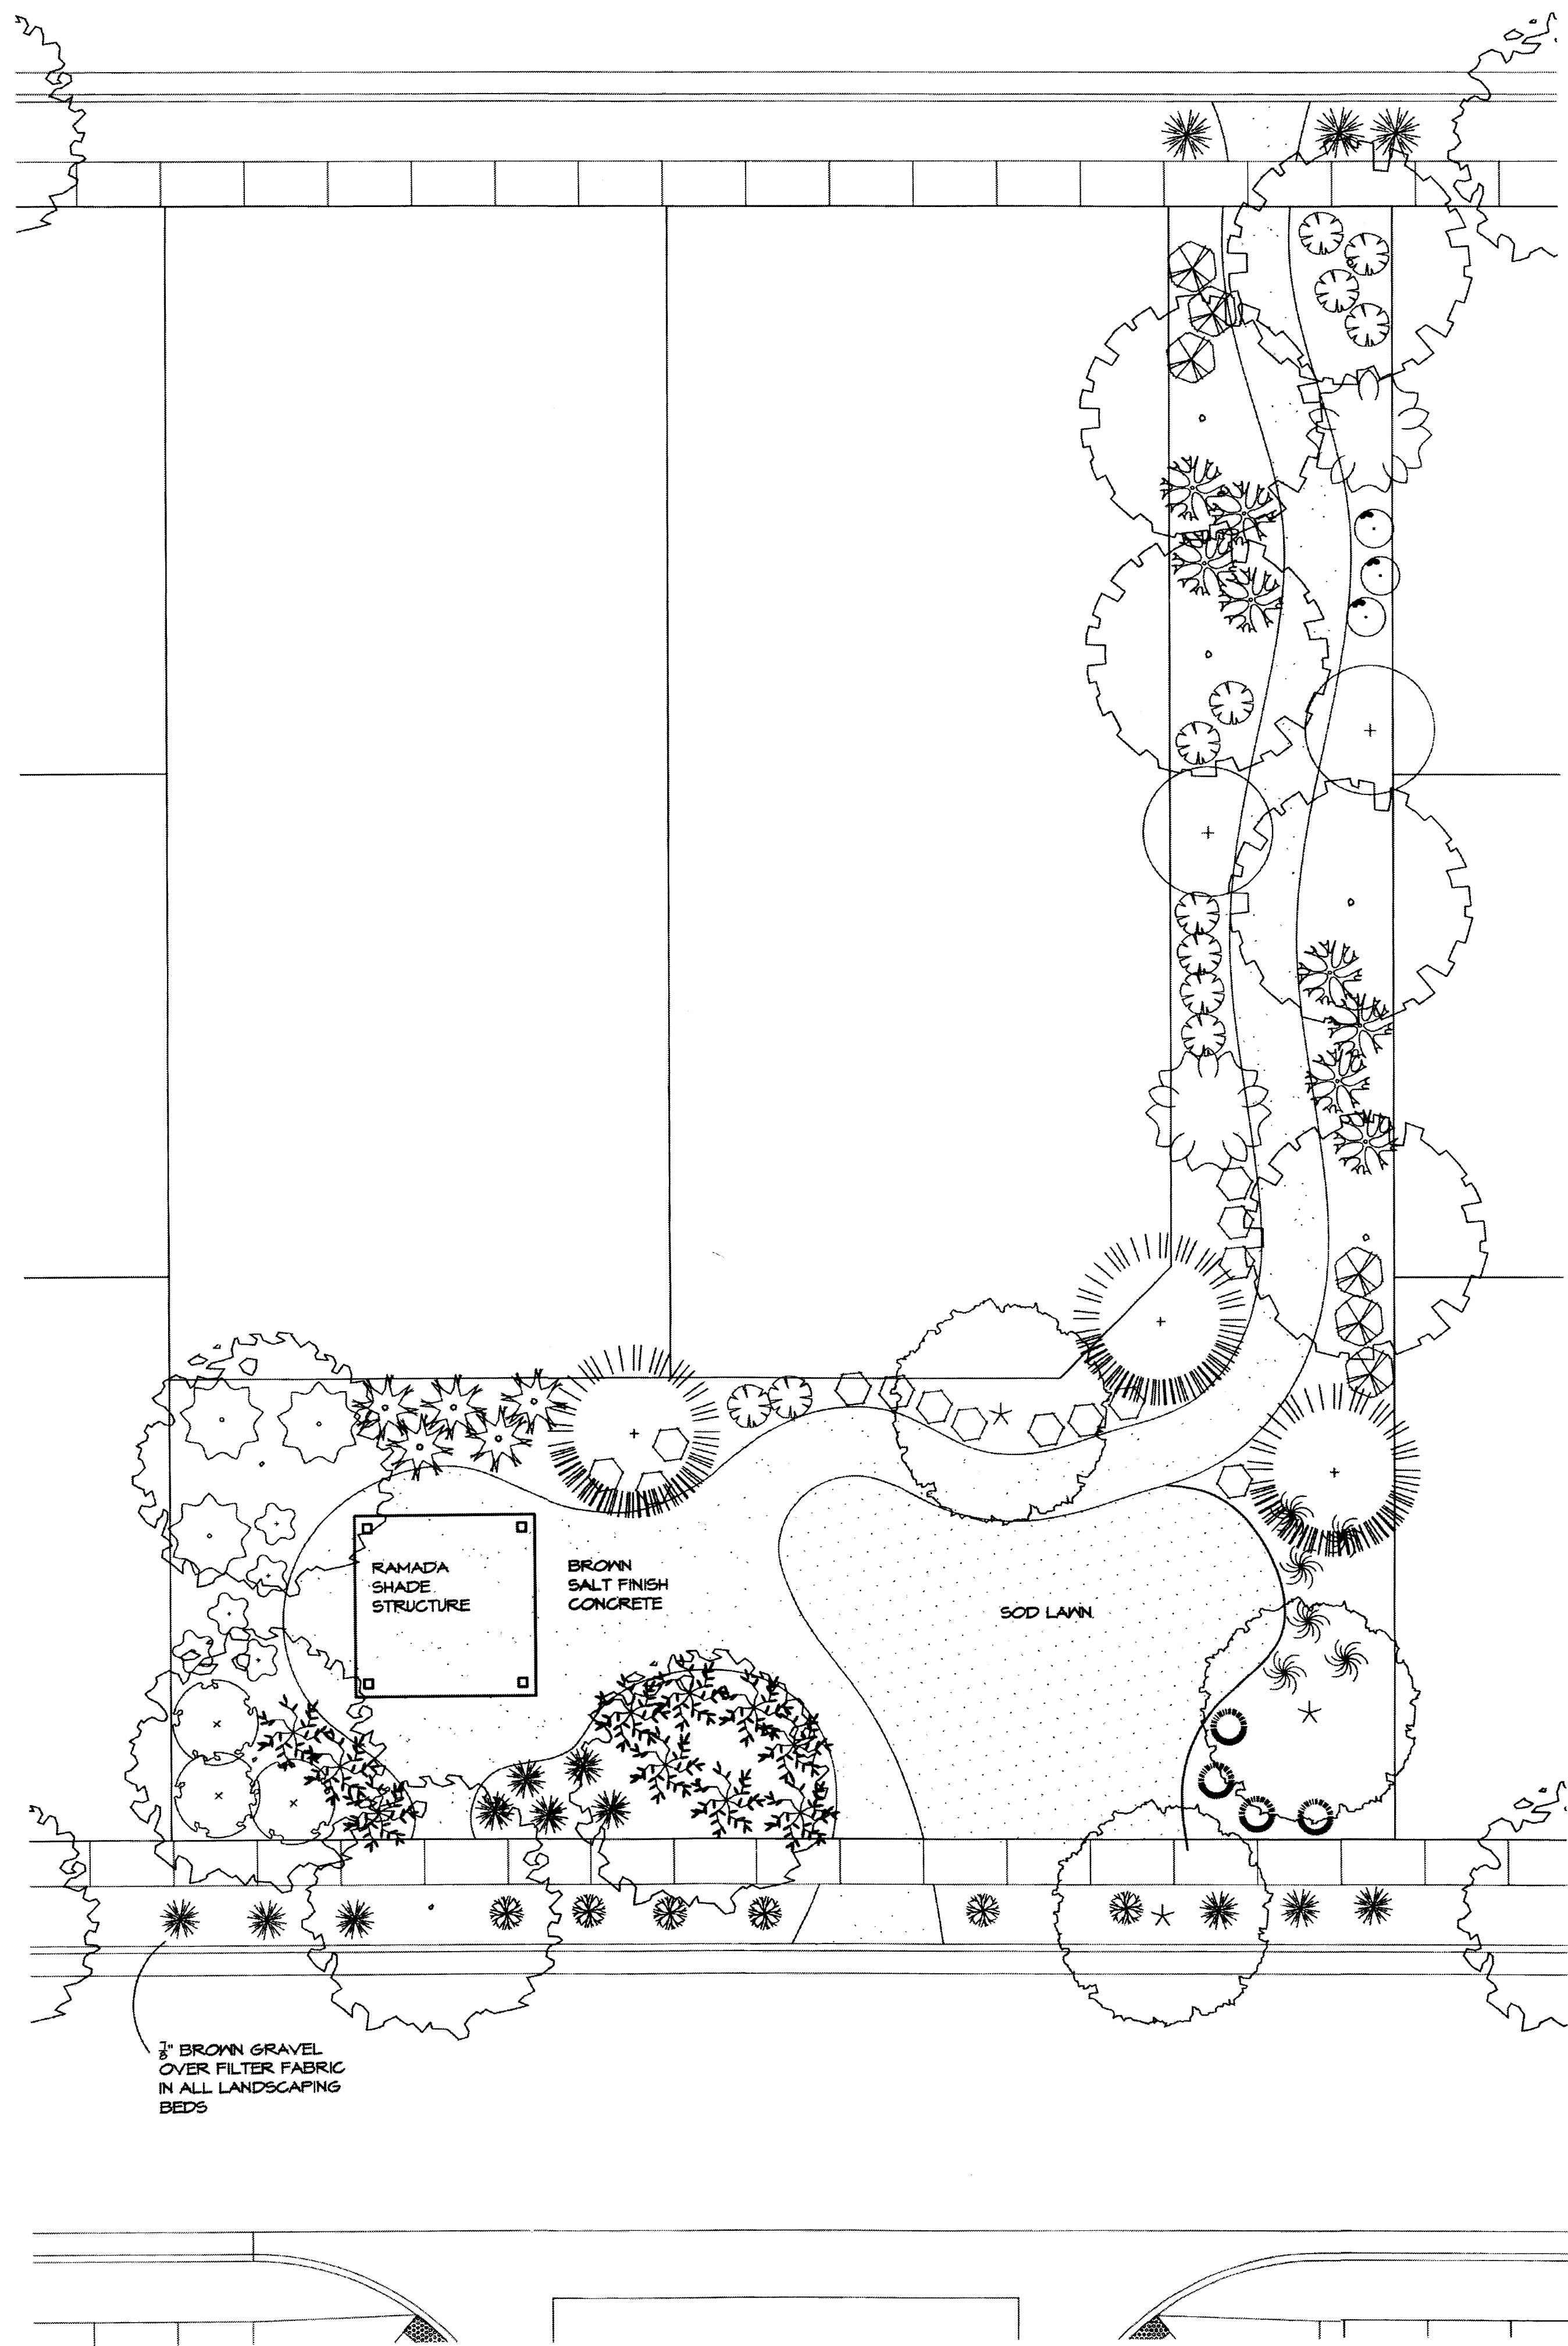 RAMADA
SHADE
STRUCTURE
BROWN
SALT FINISH
CONCRETE
SOD LAWN
7/8" BROWN GRAVEL
OVER FILTER FABRIC
IN ALL LANDSCAPING
BEDS